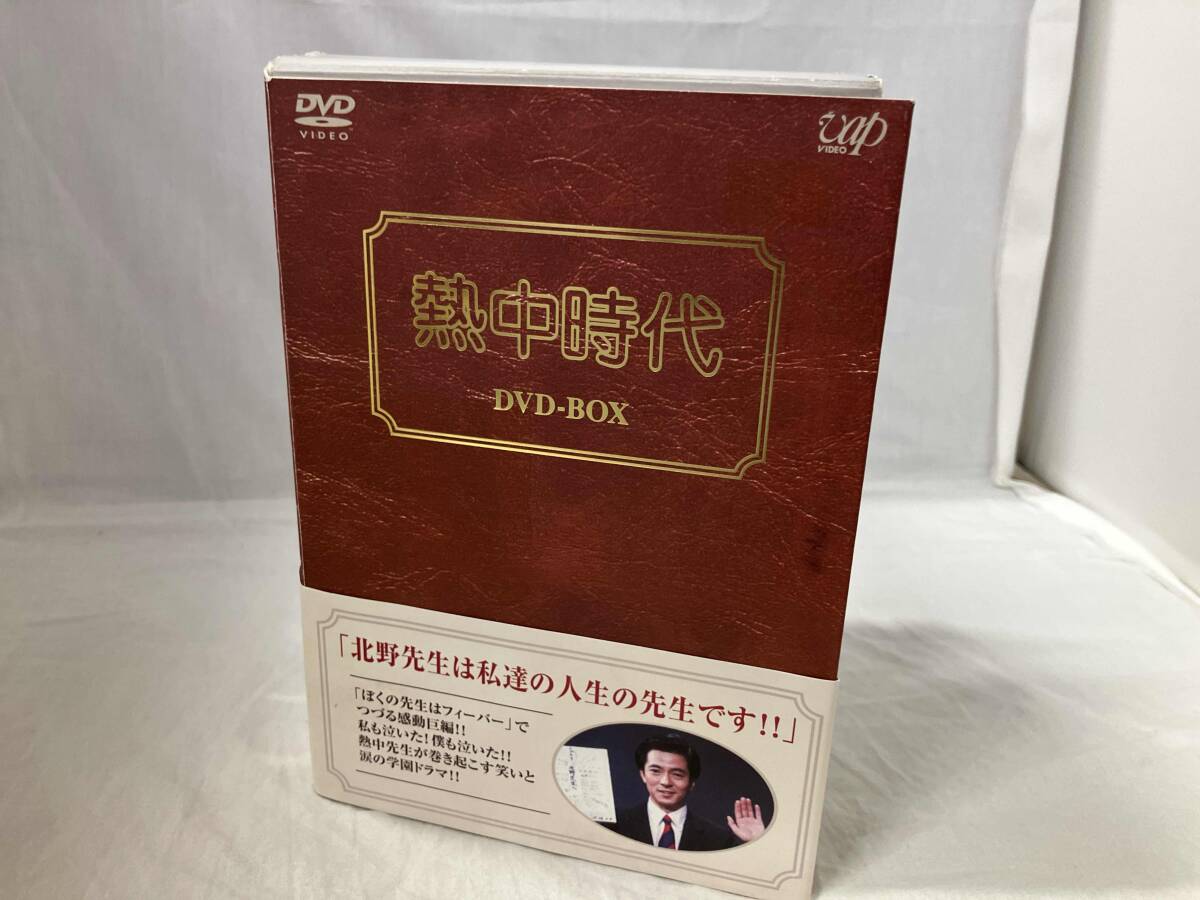 DVD
VIDEO
vap
VIDEO
熱中時代
DVD-BOX
「北野先生は私達の人生の先生です!!」
「ぼくの先生はフィーバー」で
つづる感動巨編!!
私も泣いた!僕も泣いた!!
熱中先生が巻き起こす笑いと
涙の学園ドラマ!!